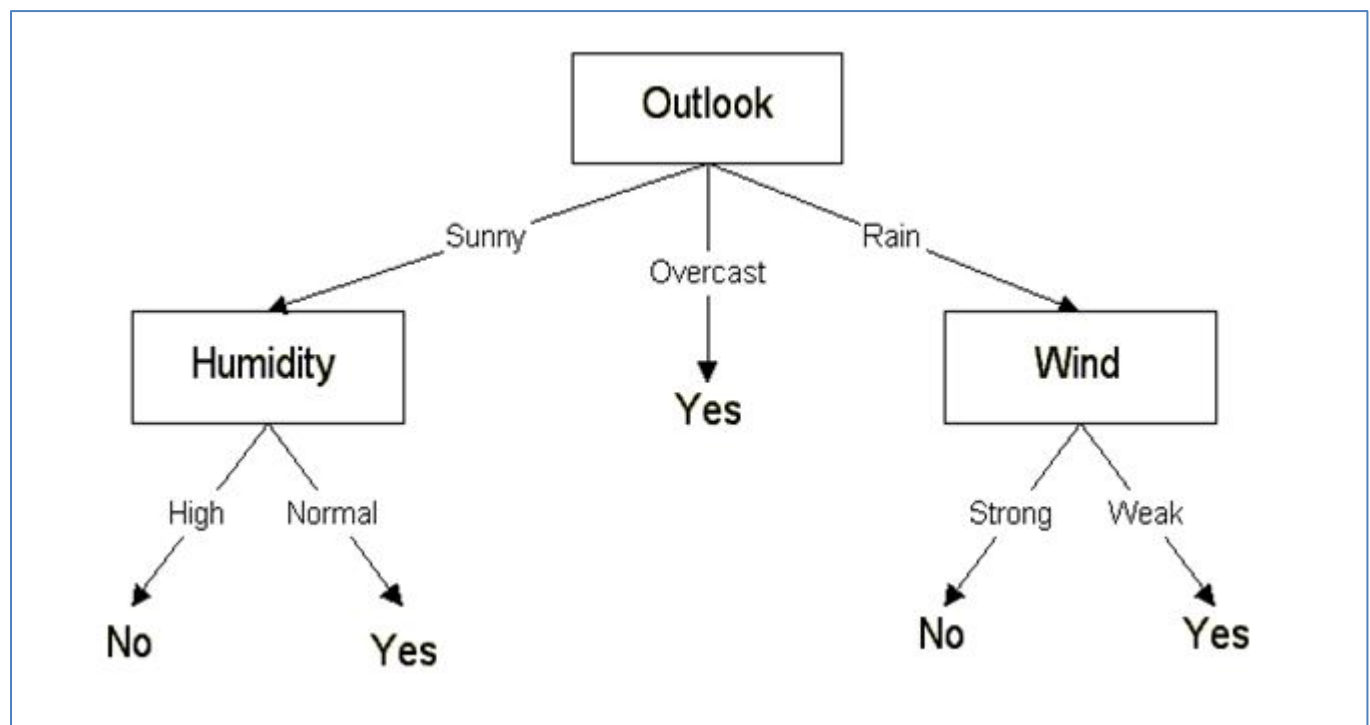 Outlook
Sunny
Overcast
Rain
Humidity
Yes
Wind
High
Normal
Strong
Weak
No
Yes
No
Yes